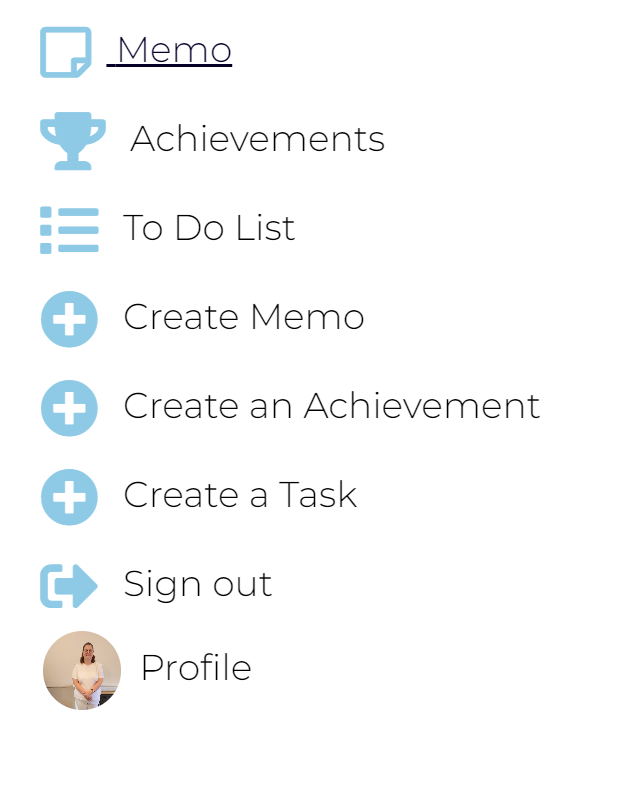 Memo
Achievements
To Do List
Create Memo
Create an Achievement
Create a Task
Sign out
Profile